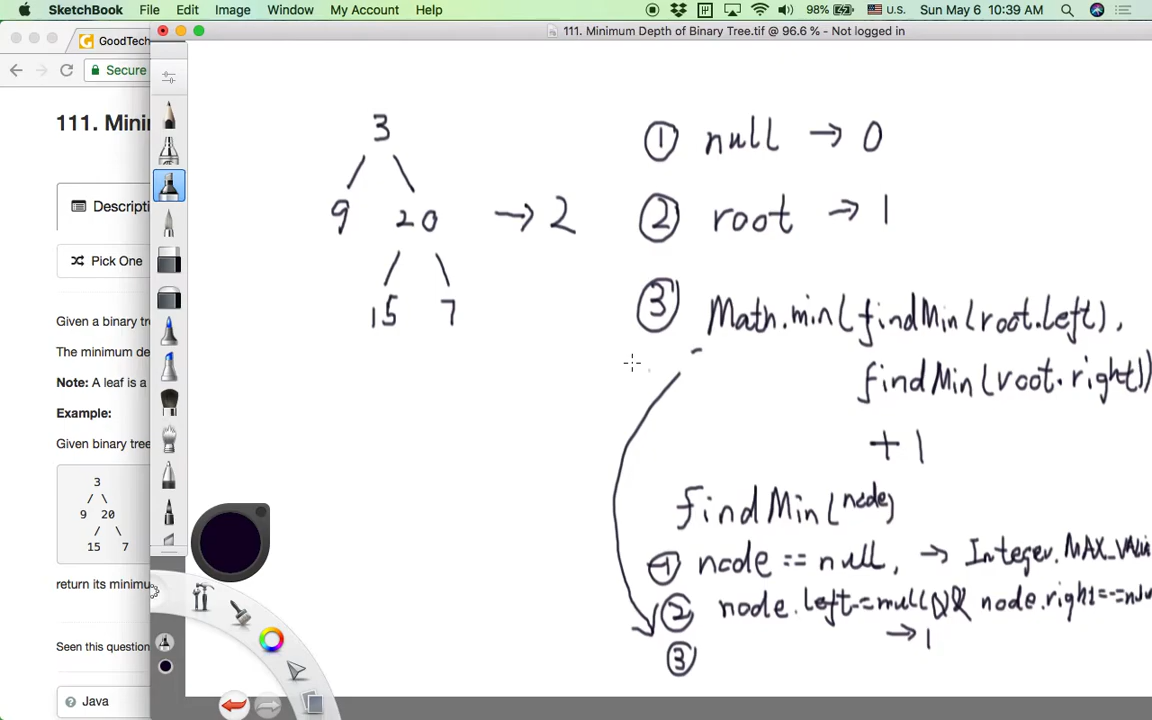 SketchBook File Edit Image Window My Account Help 98% U.S. Sun May 6 10:39 AM
111. Minimum Depth of Binary Tree.tif @ 96.6 % - Not logged in
GoodTech
Secure
111. Mini
Descripti
Pick One
Given a binary tr
The minimum de
Note: A leaf is a
Example:
Given binary tree
3
/ \
9 20
/ \
15 7
return its minimu
Seen this question
Java
3
/ \
9 20 → 2
/ \
15 7
① null → 0
② root → 1
③ Math.min(findMin(root.left),
findMin(root.right))
+ 1
findMin(node)
① node == null, → Integer.MAX_VALU
② node.left == null && node.right == nu
→ 1
③